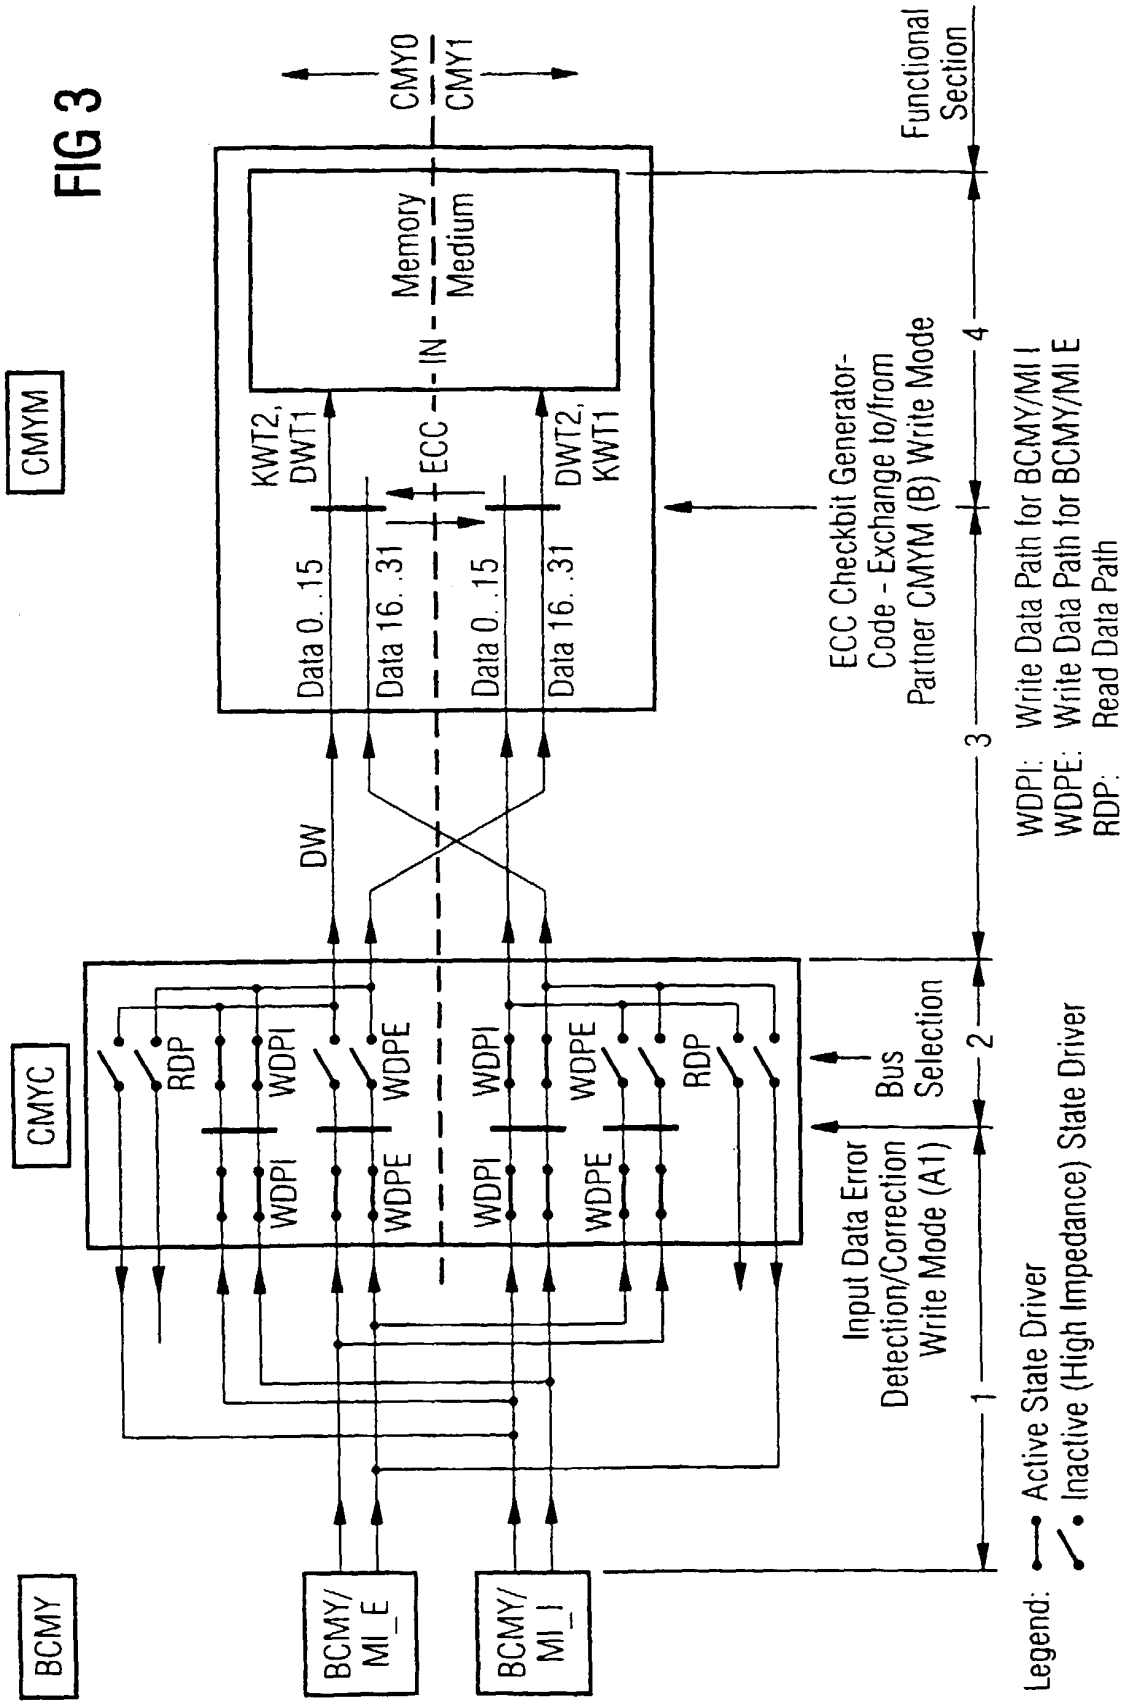 FIG 3
BCMY
CMYC
CMYM
BCMY/
MI_E
BCMY/
MI_I
RDP
WDPI
WDPI
WDPE
WDPE
WDPI
WDPI
WDPE
WDPE
RDP
DW
Data 0. .15
Data 16. .31
Data 0. .15
Data 16. .31
KWT2,
DWT1
ECC
IN
DWT2,
KWT1
Memory
Medium
CMY0
CMY1
Input Data Error
Detection/Correction
Write Mode (A1)
Bus
Selection
ECC Checkbit Generator-
Code - Exchange to/from
Partner CMYM (B) Write Mode
Functional
Section
1
2
3
4
Legend:
Active State Driver
Inactive (High Impedance) State Driver
WDPI: Write Data Path for BCMY/MI I
WDPE: Write Data Path for BCMY/MI E
RDP: Read Data Path